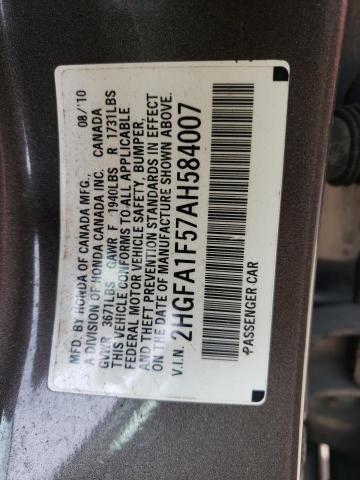 MFD. BY HONDA OF CANADA MFG. 08/'10
A DIVISION OF HONDA CANADA INC. CANADA
GVWR 3671LBS GAWR F 1940LBS R 1731LBS
THIS VEHICLE CONFORMS TO ALL APPLICABLE
FEDERAL MOTOR VEHICLE SAFETY, BUMPER,
AND THEFT PREVENTION STANDARDS IN EFFECT
ON THE DATE OF MANUFACTURE SHOWN ABOVE.
V.I.N. 2HGFA1F57AH584007
PASSENGER CAR